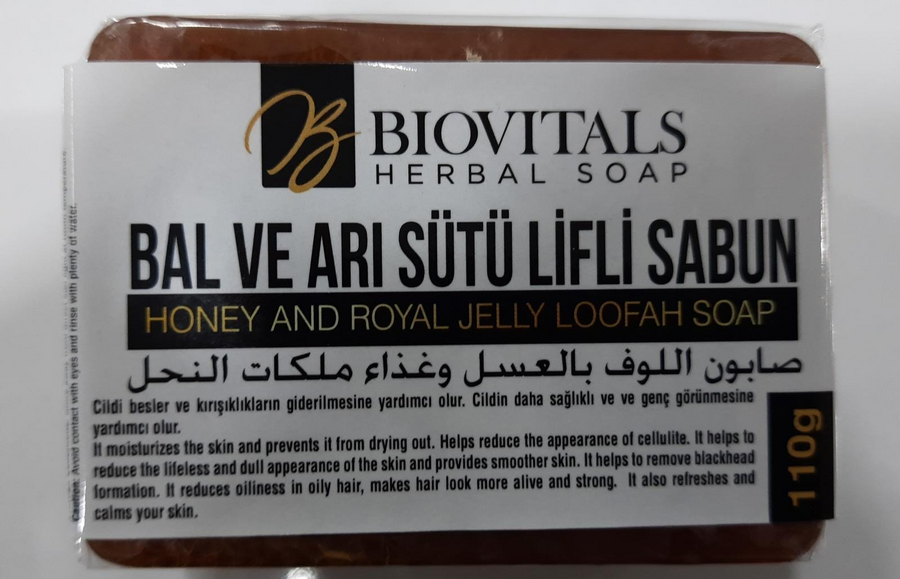 B BIOVITALS
HERBAL SOAP
BAL VE ARI SÜTÜ LİFLİ SABUN
HONEY AND ROYAL JELLY LOOFAH SOAP
صابون اللوف بالعسل وغذاء ملكات النحل
Cildi besler ve kırışıklıkların giderilmesine yardımcı olur. Cildin daha sağlıklı ve ve genç görünmesine
yardımcı olur.
It moisturizes the skin and prevents it from drying out. Helps reduce the appearance of cellulite. It helps to
reduce the lifeless and dull appearance of the skin and provides smoother skin. It helps to remove blackhead
formation. It reduces oiliness in oily hair, makes hair look more alive and strong. It also refreshes and
calms your skin.
110g
Caution: Avoid contact with eyes and rinse with plenty of water.